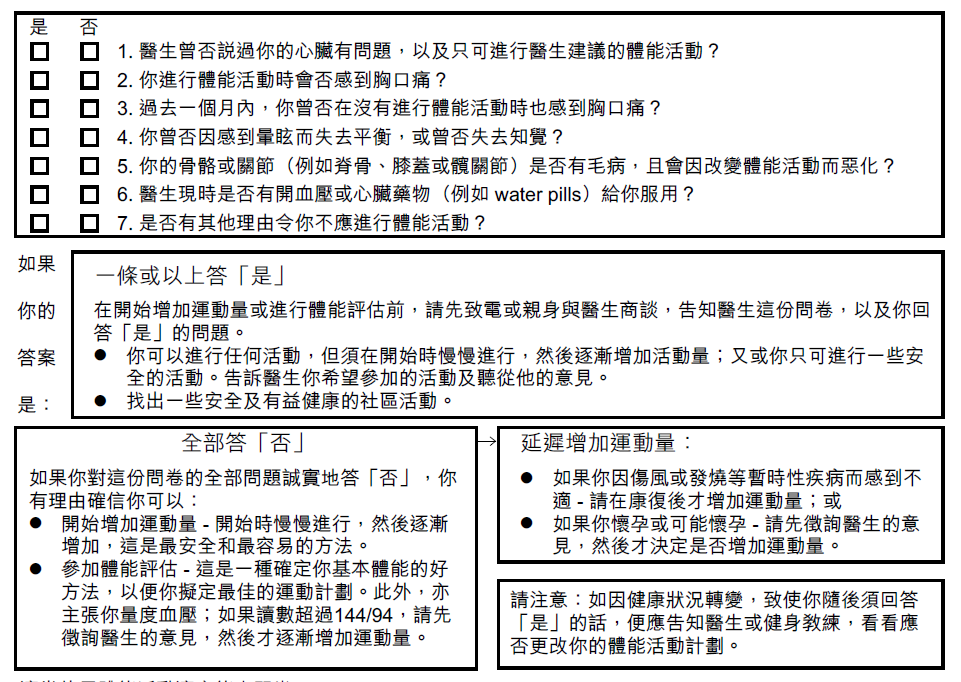 是 否
1. 醫生曾否説過你的心臟有問題，以及只可進行醫生建議的體能活動？
2. 你進行體能活動時會否感到胸口痛？
3. 過去一個月內，你曾否在沒有進行體能活動時也感到胸口痛？
4. 你曾否因感到暈眩而失去平衡，或曾否失去知覺？
5. 你的骨骼或關節（例如脊骨、膝蓋或髖關節）是否有毛病，且會因改變體能活動而惡化？
6. 醫生現時是否有開血壓或心臟藥物（例如 water pills）給你服用？
7. 是否有其他理由令你不應進行體能活動？
如果
你的
答案
是：
一條或以上答「是」
在開始增加運動量或進行體能評估前，請先致電或親身與醫生商談，告知醫生這份問卷，以及你回
答「是」的問題。
● 你可以進行任何活動，但須在開始時慢慢進行，然後逐漸增加活動量；又或你只可進行一些安
全的活動。告訴醫生你希望參加的活動及聽從他的意見。
● 找出一些安全及有益健康的社區活動。
全部答「否」
如果你對這份問卷的全部問題誠實地答「否」，你
有理由確信你可以：
● 開始增加運動量 - 開始時慢慢進行，然後逐漸
增加，這是最安全和最容易的方法。
● 參加體能評估 - 這是一種確定你基本體能的好
方法，以便你擬定最佳的運動計劃。此外，亦
主張你量度血壓；如果讀數超過144/94，請先
徵詢醫生的意見，然後才逐漸增加運動量。
→
延遲增加運動量：
● 如果你因傷風或發燒等暫時性疾病而感到不
適 - 請在康復後才增加運動量；或
● 如果你懷孕或可能懷孕 - 請先徵詢醫生的意
見，然後才決定是否增加運動量。
請注意：如因健康狀況轉變，致使你隨後須回答
「是」的話，便應告知醫生或健身教練，看看應
否更改你的體能活動計劃。